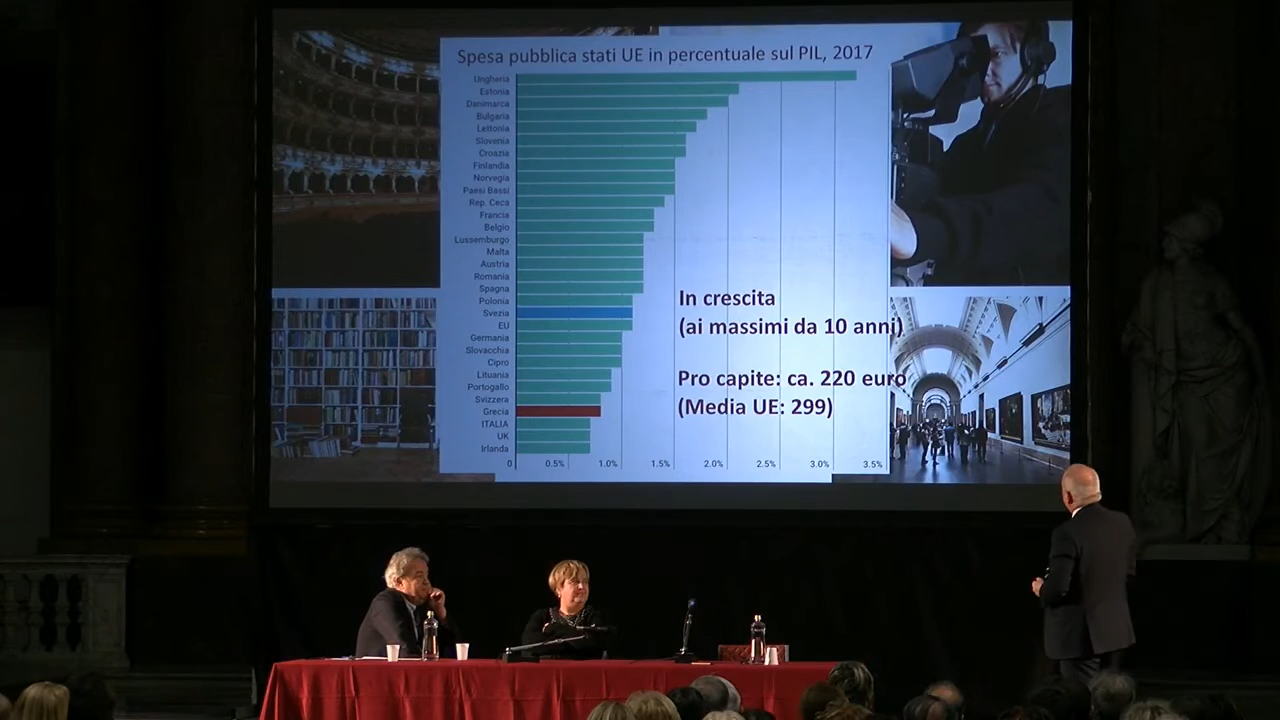 Spesa pubblica stati UE in percentuale sul PIL, 2017
Ungheria
Estonia
Danimarca
Bulgaria
Lettonia
Slovenia
Croazia
Finlandia
Norvegia
Paesi Bassi
Rep. Ceca
Francia
Belgio
Lussemburgo
Malta
Austria
Romania
Spagna
Polonia
Svezia
EU
Germania
Slovacchia
Cipro
Lituania
Portogallo
Svizzera
Grecia
ITALIA
UK
Irlanda
0 0.5% 1.0% 1.5% 2.0% 2.5% 3.0% 3.5%
In crescita
(ai massimi da 10 anni)
Pro capite: ca. 220 euro
(Media UE: 299)